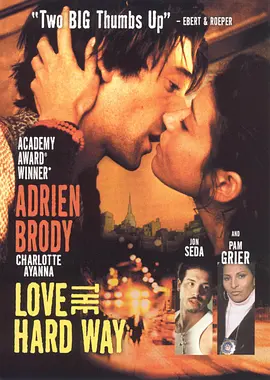 "TWO BIG THUMBS UP" – EBERT & ROEPER
ACADEMY
AWARD®
WINNER®
ADRIEN
BRODY
CHARLOTTE
AYANNA
JON
SEDA
AND
PAM
GRIER
LOVE THE
HARD WAY